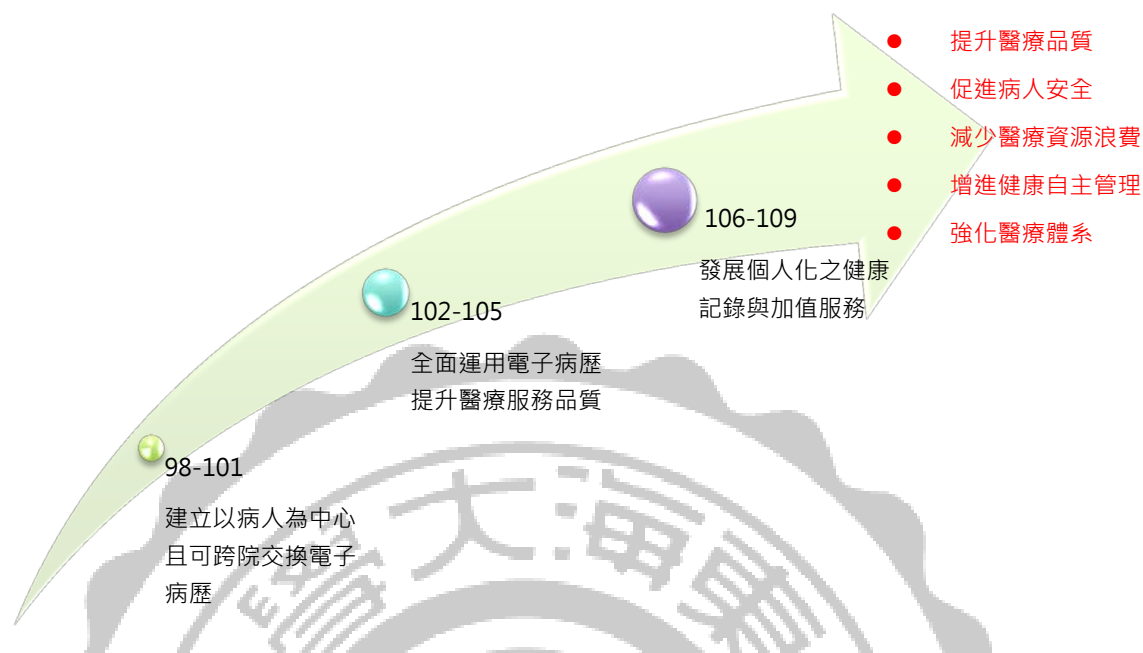 提升醫療品質
促進病人安全
減少醫療資源浪費
增進健康自主管理
強化醫療體系
106-109
發展個人化之健康
記錄與加值服務
102-105
全面運用電子病歷
提升醫療服務品質
98-101
建立以病人為中心
且可跨院交換電子
病歷
學大海東